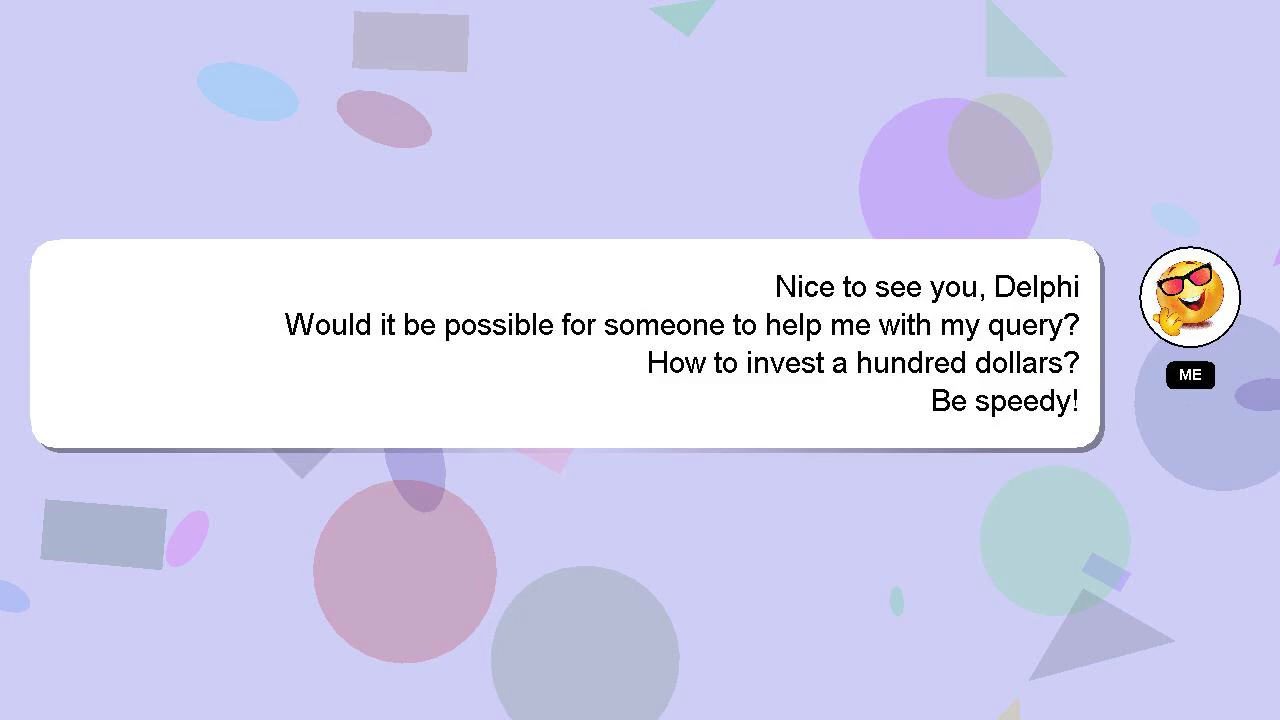 Nice to see you, Delphi
Would it be possible for someone to help me with my query?
How to invest a hundred dollars?
Be speedy!
ME